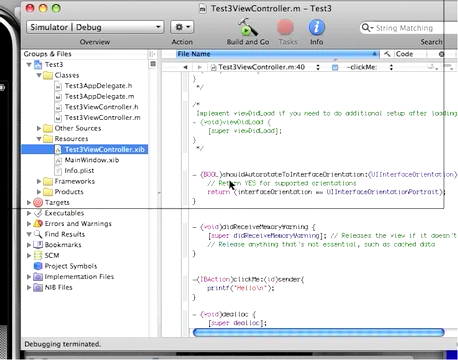 Test3ViewController.m - Test3
Simulator | Debug
Overview
Action
Build and Go
Tasks
Info
String Matching
Search
Groups & Files
File Name
Code
Test3
Classes
Test3AppDelegate.h
Test3AppDelegate.m
Test3ViewController.h
Test3ViewController.m
Other Sources
Resources
Test3ViewController.xib
MainWindow.xib
Info.plist
Frameworks
Products
Targets
Executables
Errors and Warnings
Find Results
Bookmarks
SCM
Project Symbols
Implementation Files
NIB Files
Test3ViewController.m:40
-clickMe:
}
*/
/*
Implement viewDidLoad if you need to do additional setup after loading
- (void)viewDidLoad {
[super viewDidLoad];
}
*/
- (BOOL)shouldAutorotateToInterfaceOrientation:(UIInterfaceOrientation)
// Return YES for supported orientations
return (interfaceOrientation == UIInterfaceOrientationPortrait);
}
- (void)didReceiveMemoryWarning {
[super didReceiveMemoryWarning]; // Releases the view if it doesn't
// Release anything that's not essential, such as cached data
}
-(IBAction)clickMe:(id)sender{
printf("Hello\n");
}
- (void)dealloc {
[super dealloc];
Debugging terminated.